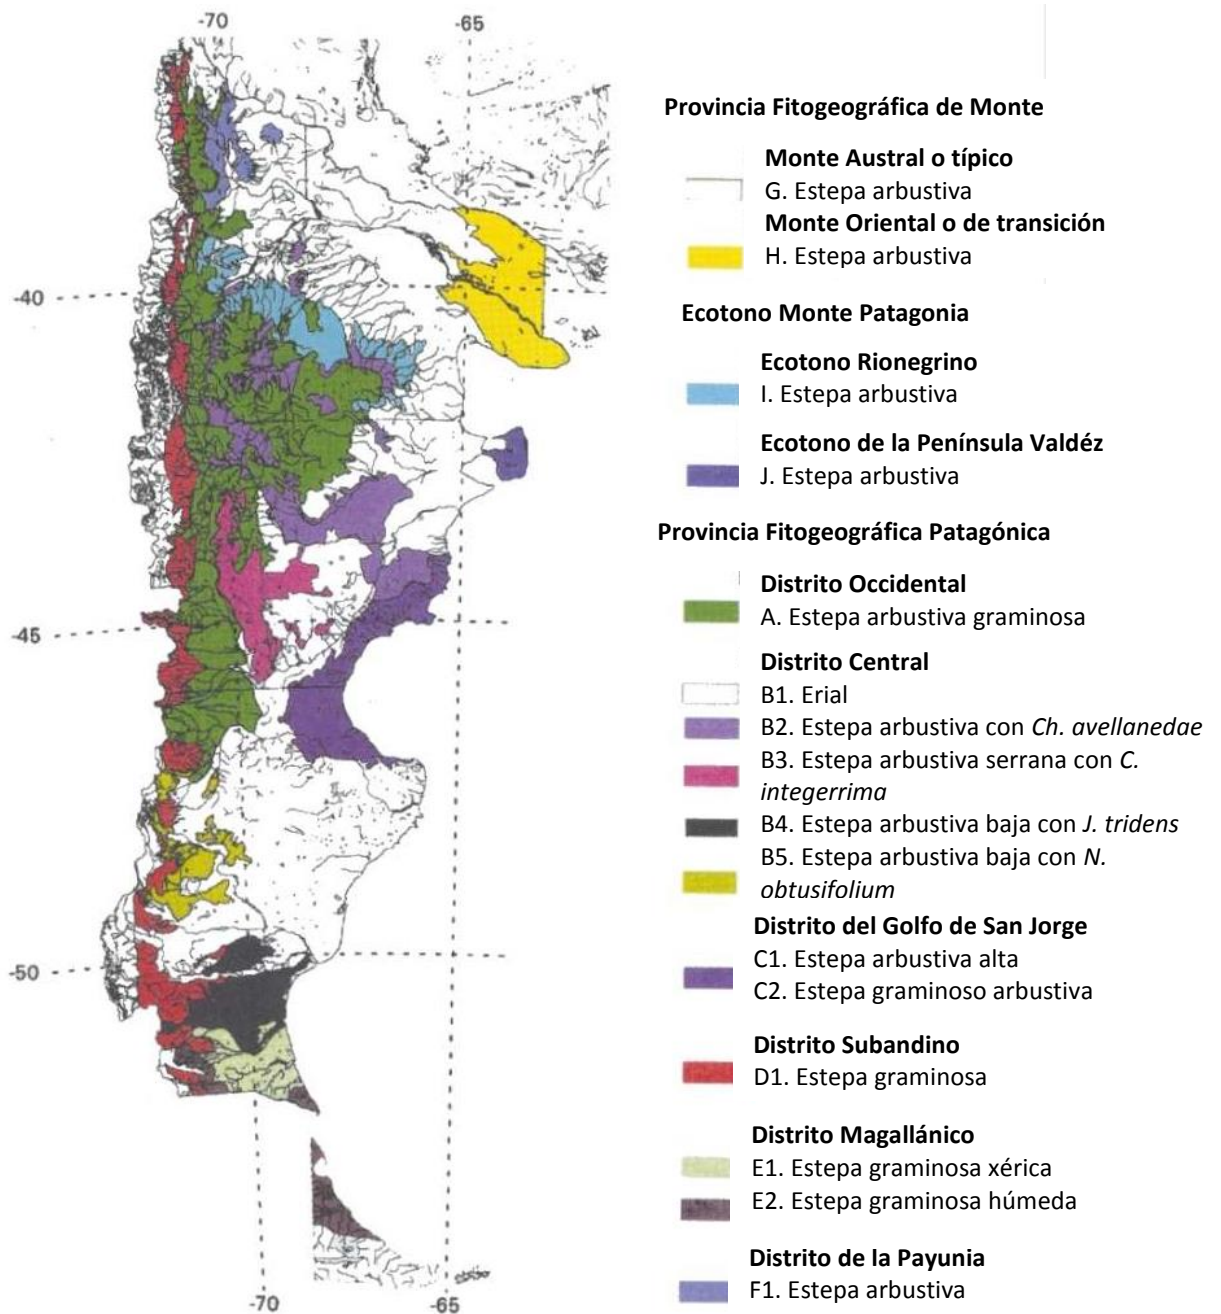 -70
-65
-40
-45
-50
-70
-65
Provincia Fitogeográfica de Monte
Monte Austral o típico
G. Estepa arbustiva
Monte Oriental o de transición
H. Estepa arbustiva
Ecotono Monte Patagonia
Ecotono Rionegrino
I. Estepa arbustiva
Ecotono de la Península Valdéz
J. Estepa arbustiva
Provincia Fitogeográfica Patagónica
Distrito Occidental
A. Estepa arbustiva graminosa
Distrito Central
B1. Erial
B2. Estepa arbustiva con Ch. avellanedae
B3. Estepa arbustiva serrana con C.
integerrima
B4. Estepa arbustiva baja con J. tridens
B5. Estepa arbustiva baja con N.
obtusifolium
Distrito del Golfo de San Jorge
C1. Estepa arbustiva alta
C2. Estepa graminoso arbustiva
Distrito Subandino
D1. Estepa graminosa
Distrito Magallánico
E1. Estepa graminosa xérica
E2. Estepa graminosa húmeda
Distrito de la Payunia
F1. Estepa arbustiva